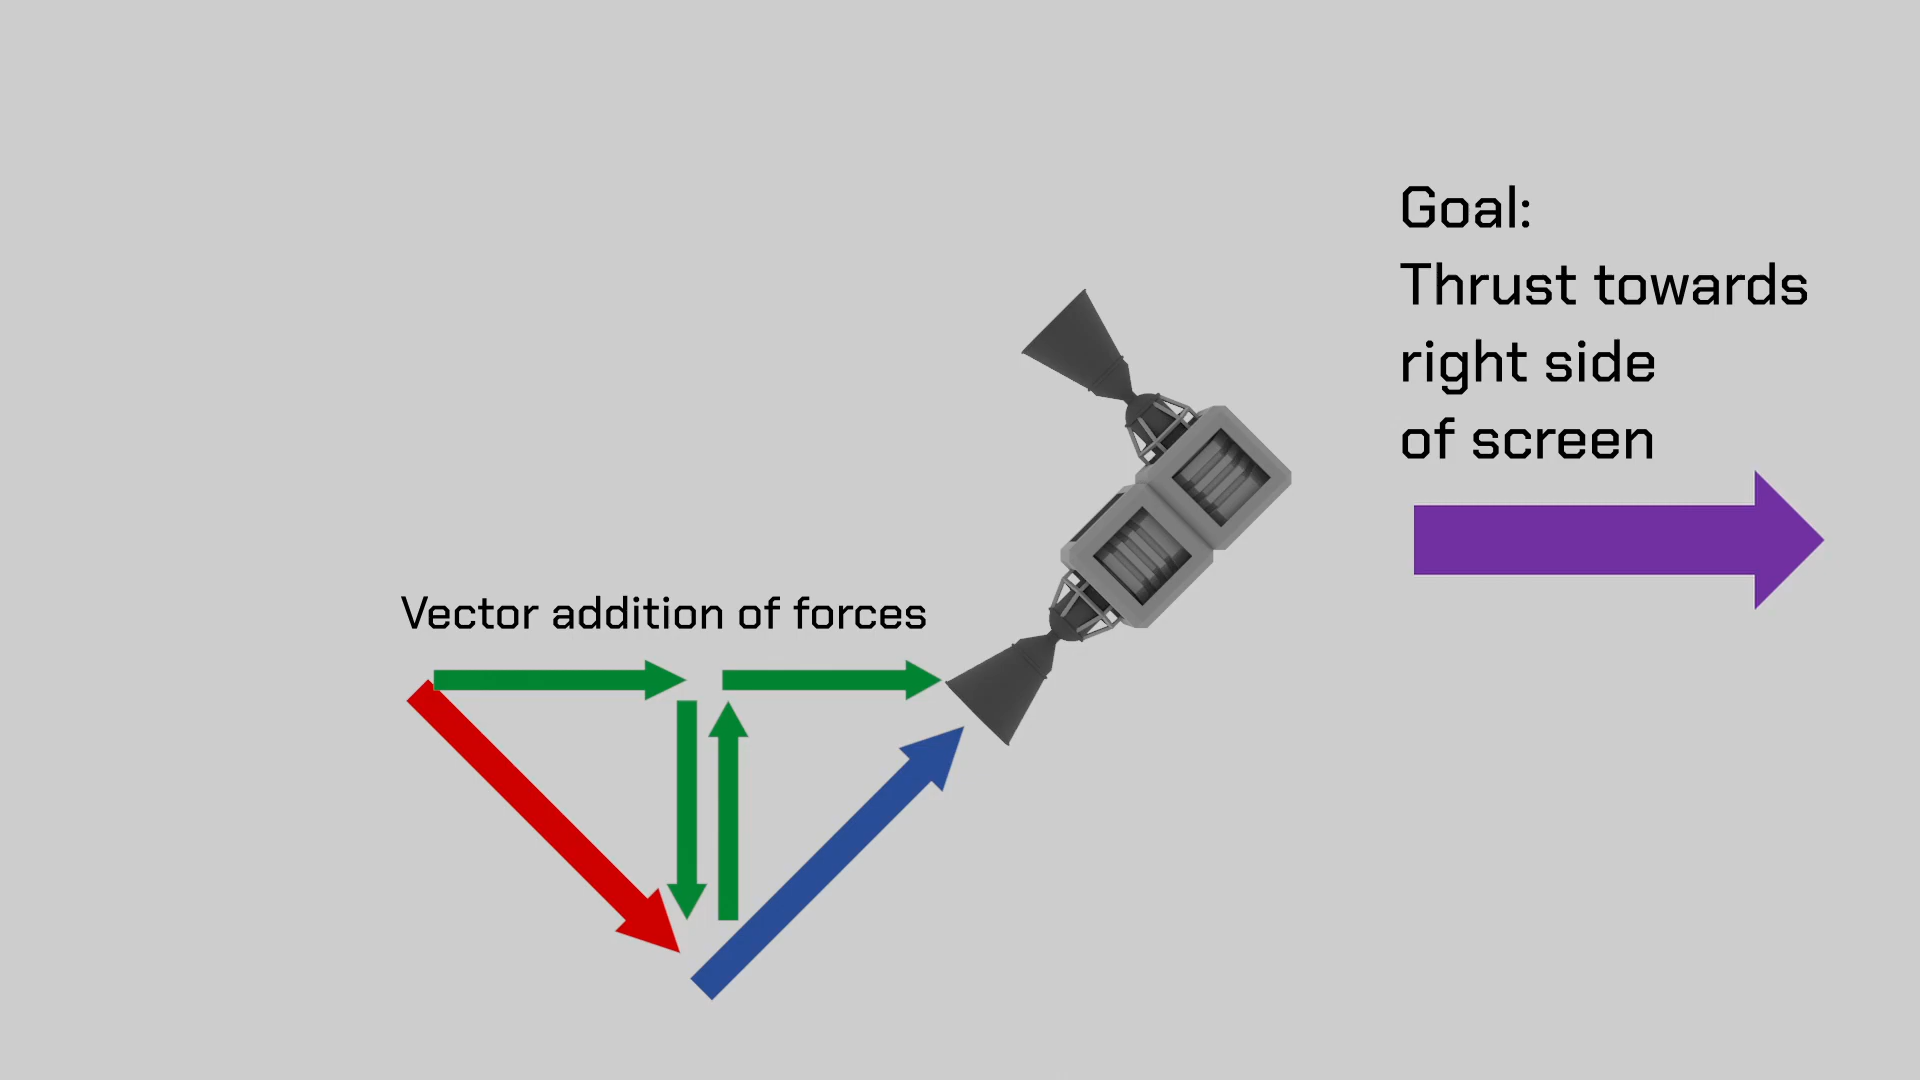 Goal:
Thrust towards
right side
of screen
Vector addition of forces